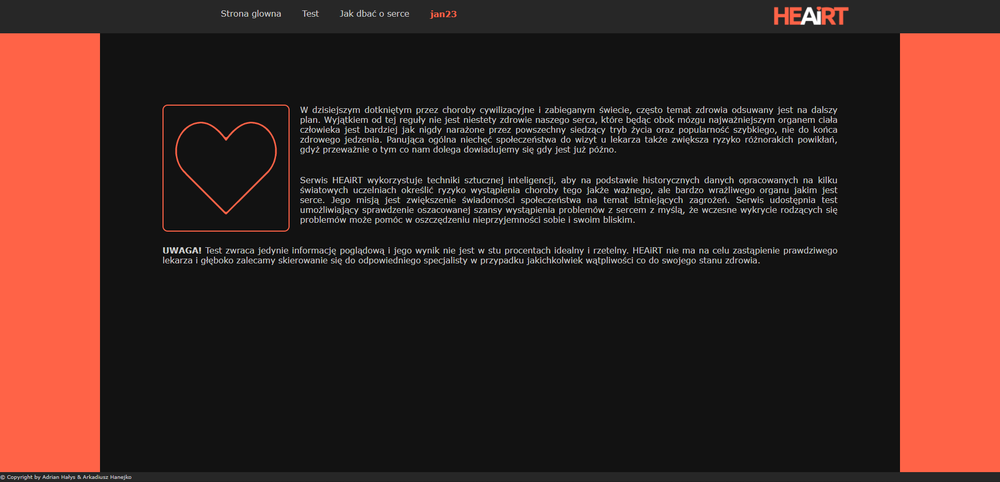 Strona glowna Test Jak dbać o serce jan23 HEAiRT
W dzisiejszym dotkniętym przez choroby cywilizacyjne i zabieganym świecie, często temat zdrowia odsuwany jest na dalszy
plan. Wyjątkiem od tej reguły nie jest niestety zdrowie naszego serca, które będąc obok mózgu najważniejszym organem ciała
człowieka jest bardziej jak nigdy narażone przez powszechny siedzący tryb życia oraz popularność szybkiego, nie do końca
zdrowego jedzenia. Panująca ogólna niechęć społeczeństwa do wizyt u lekarza także zwiększa ryzyko różnorakich powikłań,
gdyż przeważnie o tym co nam dolega dowiadujemy się gdy jest już późno.
Serwis HEAiRT wykorzystuje techniki sztucznej inteligencji, aby na podstawie historycznych danych opracowanych na kilku
światowych uczelniach określić ryzyko wystąpienia choroby tego jakże ważnego, ale bardzo wrażliwego organu jakim jest
serce. Jego misją jest zwiększenie świadomości społeczeństwa na temat istniejących zagrożeń. Serwis udostępnia test
umożliwiający sprawdzenie oszacowanej szansy wystąpienia problemów z sercem z myślą, że wczesne wykrycie rodzących się
problemów może pomóc w oszczędzeniu nieprzyjemności sobie i swoim bliskim.
UWAGA! Test zwraca jedynie informację poglądową i jego wynik nie jest w stu procentach idealny i rzetelny. HEAiRT nie ma na celu zastąpienie prawdziwego
lekarza i głęboko zalecamy skierowanie się do odpowiedniego specjalisty w przypadku jakichkolwiek wątpliwości co do swojego stanu zdrowia.
© Copyright by Adrian Hałys & Arkadiusz Hanejko